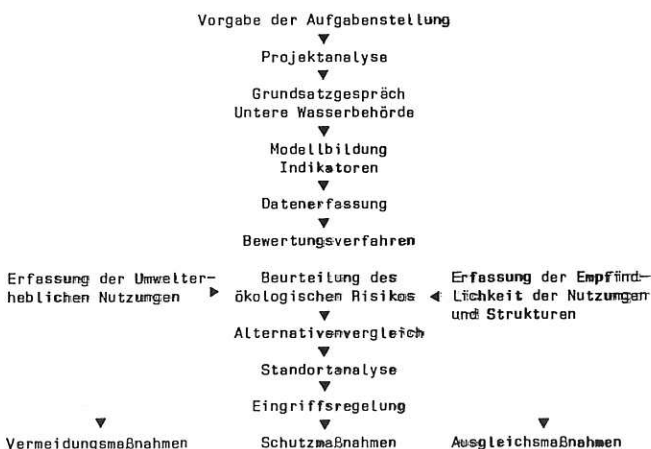 Vorgabe der Aufgabenstellung
Projektanalyse
Grundsatzgespräch
Untere Wasserbehörde
Modellbildung
Indikatoren
Datenerfassung
Bewertungsverfahren
Erfassung der Umwelter-
heblichen Nutzungen
Beurteilung des
ökologischen Risikos
Erfassung der Empfind-
lichkeit der Nutzungen
und Strukturen
Alternativenvergleich
Standortanalyse
Eingriffsregelung
Vermeidungsmaßnahmen
Schutzmaßnahmen
Ausgleichsmaßnahmen